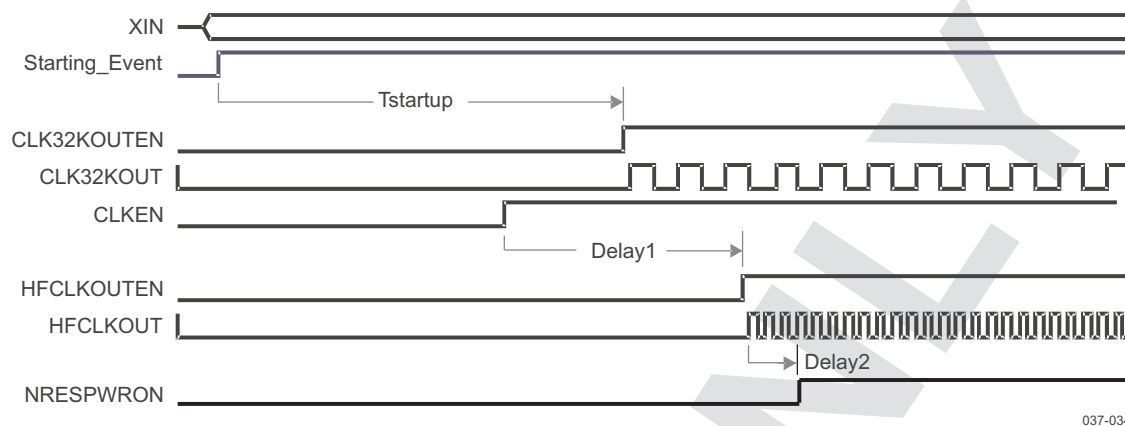 XIN
Starting_Event
Tstartup
CLK32KOUTEN
CLK32KOUT
CLKEN
Delay1
HFCLKOUTEN
HFCLKOUT
Delay2
NRESPWRON